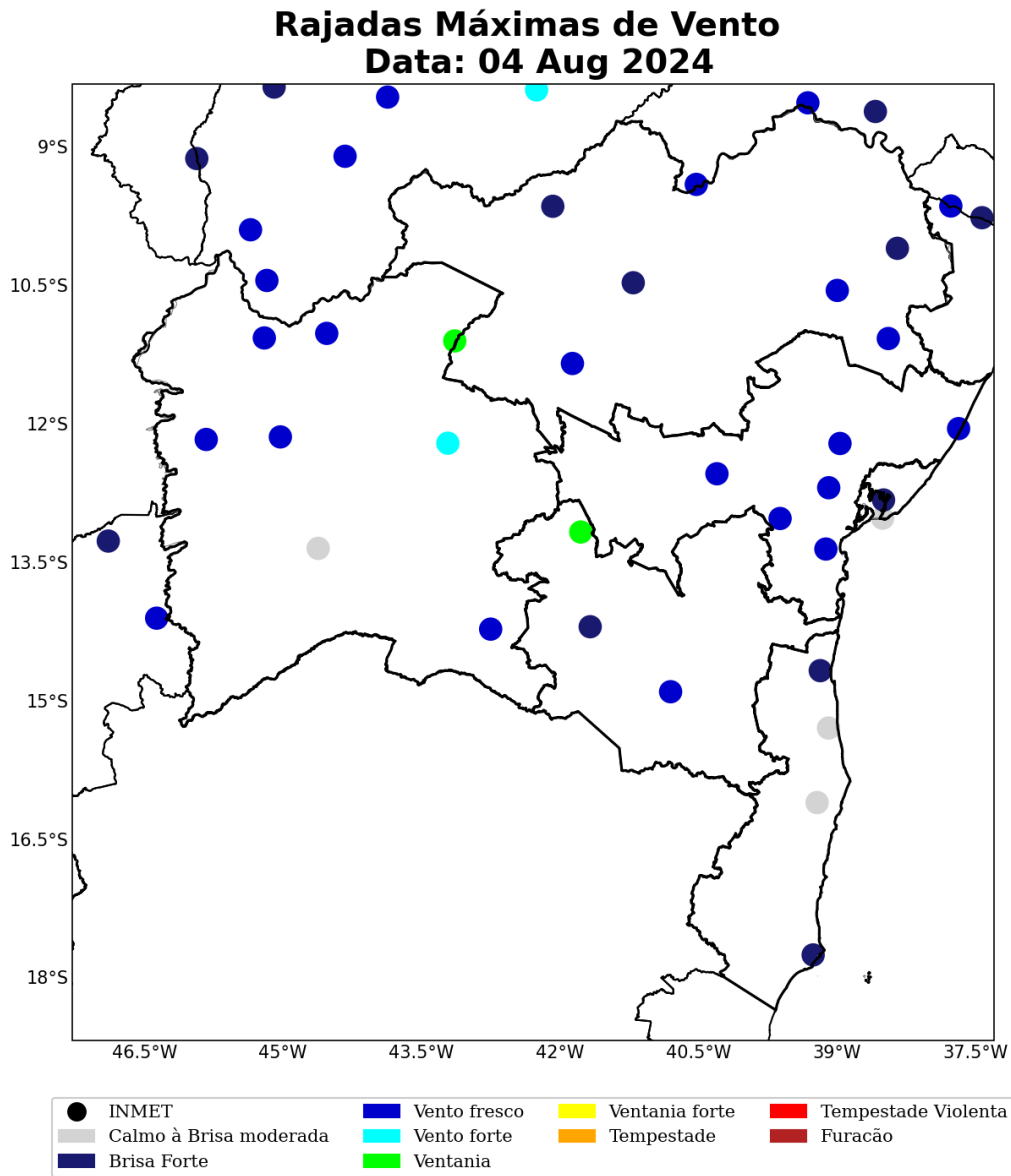 Rajadas Máximas de Vento
Data: 04 Aug 2024
9°S
10.5°S
12°S
13.5°S
15°S
16.5°S
18°S
46.5°W 45°W 43.5°W 42°W 40.5°W 39°W 37.5°W
INMET Vento fresco Ventania forte Tempestade Violenta
Calmo à Brisa moderada Vento forte Tempestade Furacão
Brisa Forte Ventania